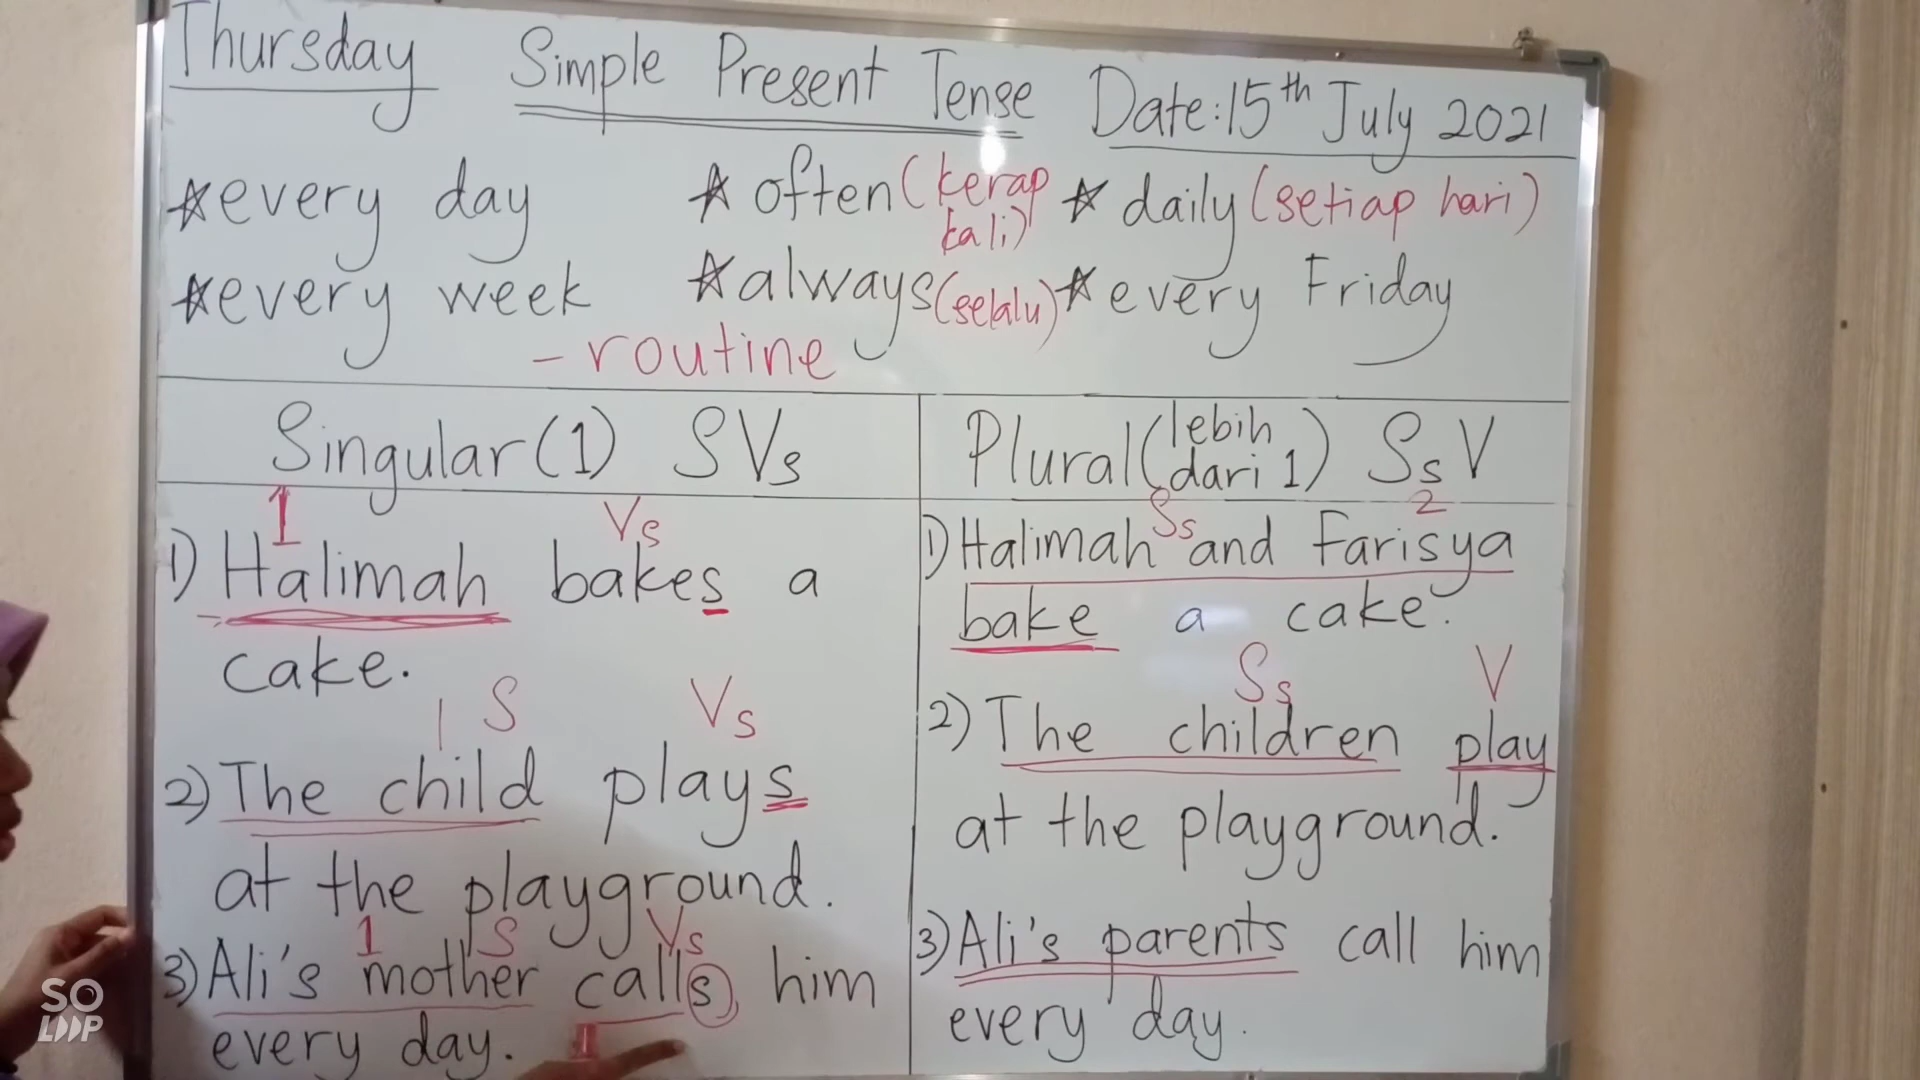 Thursday Simple Present Tense Date: 15th July 2021
★ every day ★ often (kerap kali) ★ daily (setiap hari)
★ every week ★ always (selalu) ★ every Friday
- routine
Singular (1) SVs
1 Vs
1) Halimah bakes a
cake.
1 S Vs
2) The child plays
at the playground.
1 S Vs
3) Ali's mother calls him
every day.
Plural (lebih dari 1) Ss V
Ss 2
1) Halimah and Farisya
bake a cake.
Ss V
2) The children play
at the playground.
3) Ali's parents call him
every day.
SO
LOOP